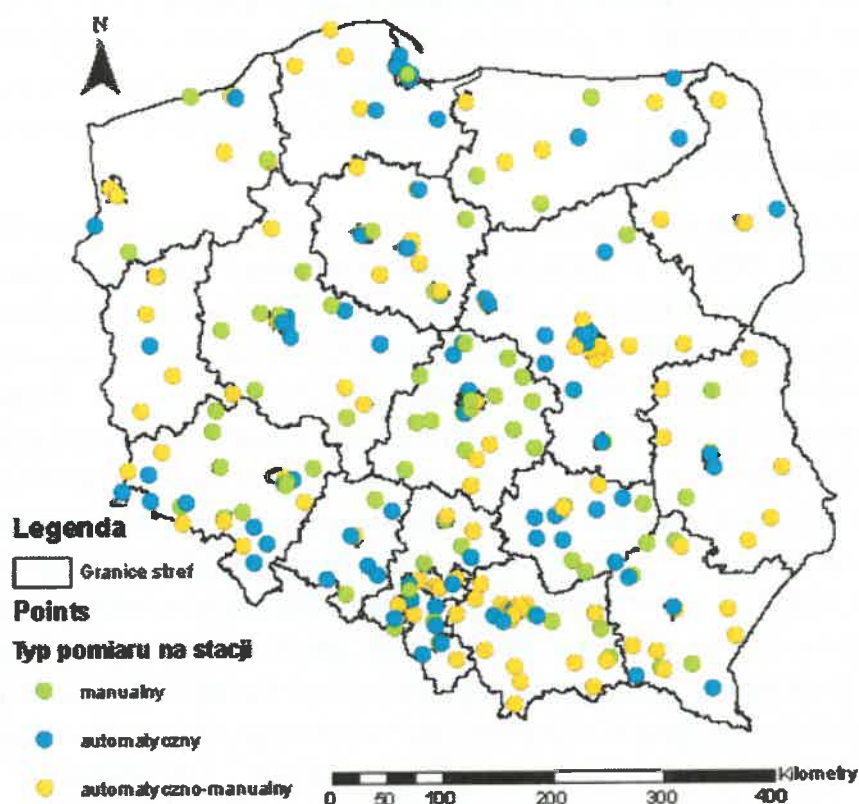 N
Legenda
Granice stref
Points
Typ pomiaru na stacji
manualny
automatyczny
automatyczno-manualny
Kilometry
0 50 100 200 300 400